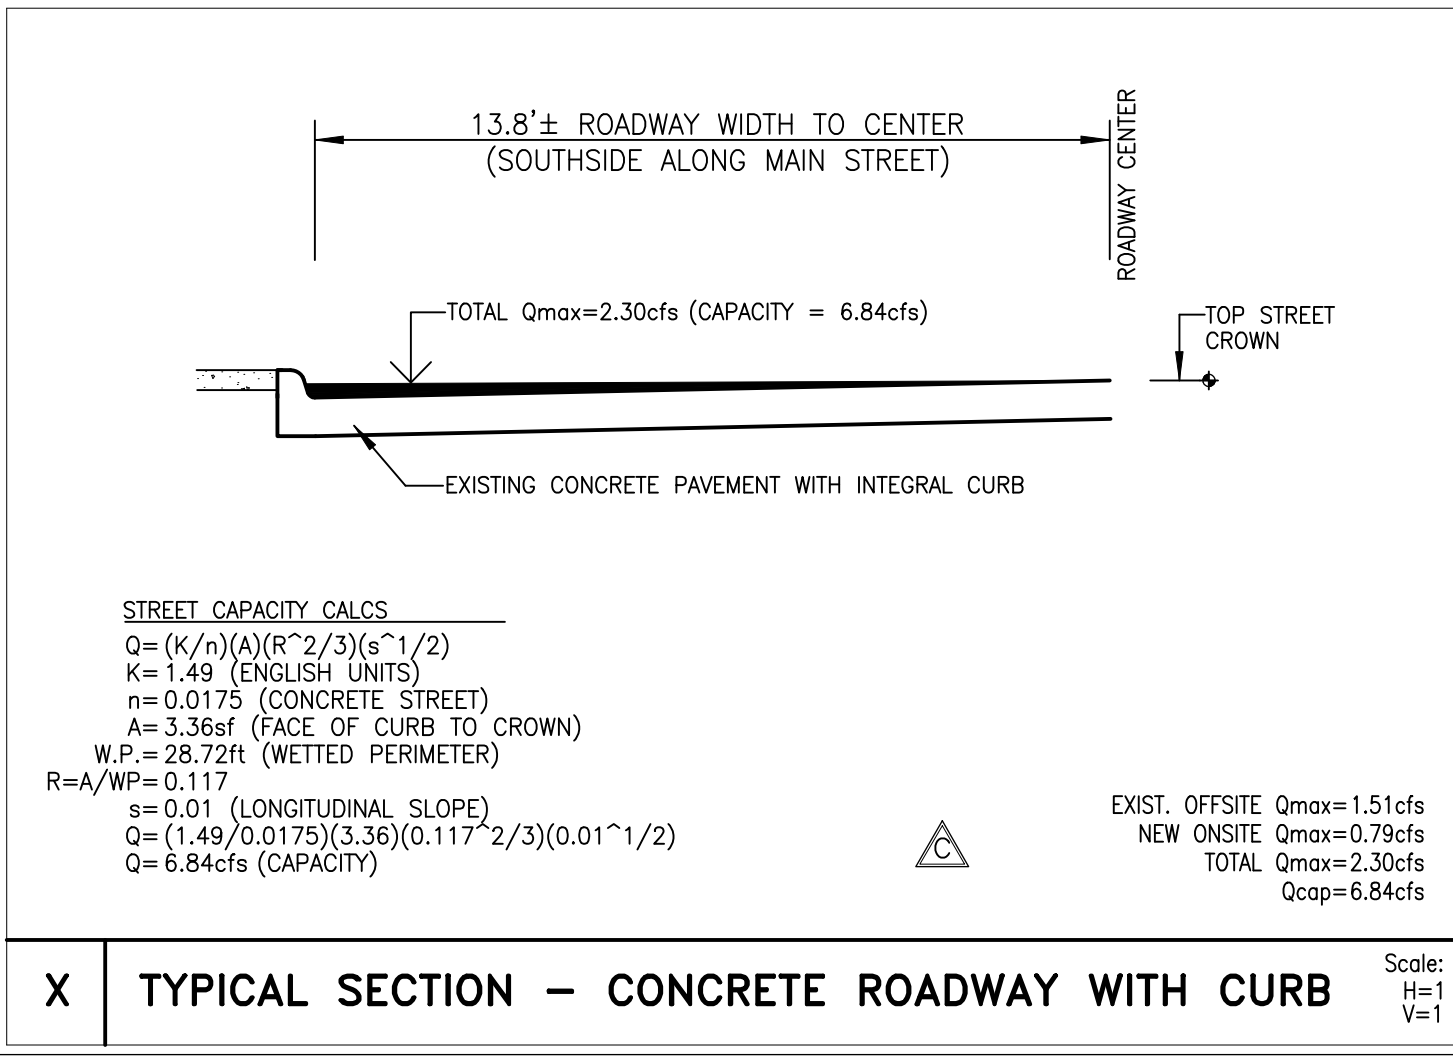 13.8'± ROADWAY WIDTH TO CENTER
(SOUTHSIDE ALONG MAIN STREET)
ROADWAY CENTER
TOTAL Qmax=2.30cfs (CAPACITY = 6.84cfs)
TOP STREET
CROWN
EXISTING CONCRETE PAVEMENT WITH INTEGRAL CURB
STREET CAPACITY CALCS
Q=(K/n)(A)(R^2/3)(s^1/2)
K=1.49 (ENGLISH UNITS)
n=0.0175 (CONCRETE STREET)
A=3.36sf (FACE OF CURB TO CROWN)
W.P.=28.72ft (WETTED PERIMETER)
R=A/WP=0.117
s=0.01 (LONGITUDINAL SLOPE)
Q=(1.49/0.0175)(3.36)(0.117^2/3)(0.01^1/2)
Q=6.84cfs (CAPACITY)
C
EXIST. OFFSITE Qmax=1.51cfs
NEW ONSITE Qmax=0.79cfs
TOTAL Qmax=2.30cfs
Qcap=6.84cfs
X
TYPICAL SECTION – CONCRETE ROADWAY WITH CURB
Scale:
H=1
V=1